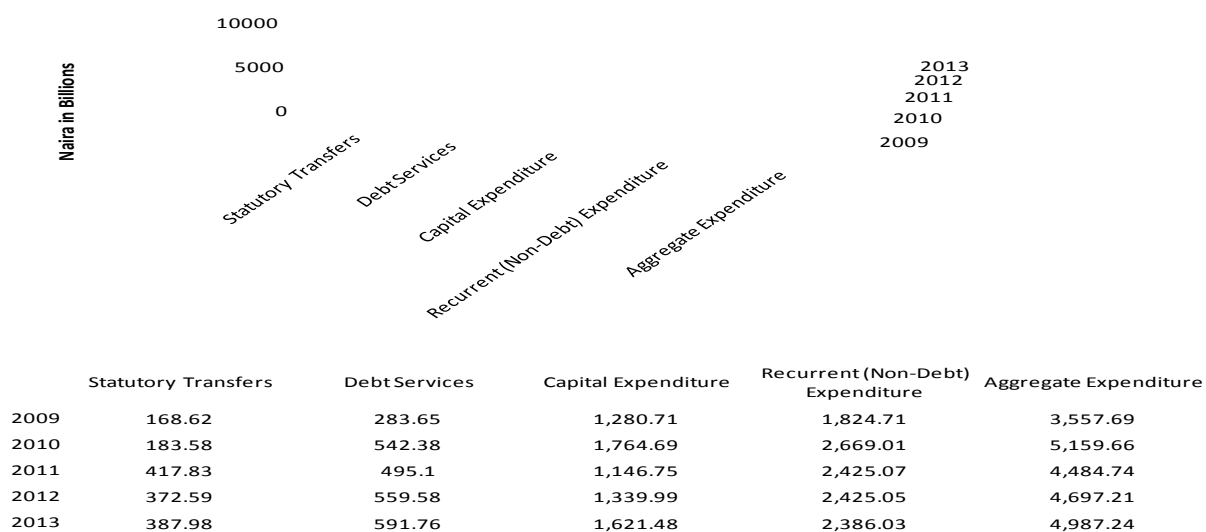 10000
5000
0
Naira in Billions
2013
2012
2011
2010
2009
Statutory Transfers
Debt Services
Capital Expenditure
Recurrent (Non-Debt) Expenditure
Aggregate Expenditure
Statutory Transfers Debt Services Capital Expenditure Recurrent (Non-Debt) Expenditure Aggregate Expenditure
2009 168.62 283.65 1,280.71 1,824.71 3,557.69
2010 183.58 542.38 1,764.69 2,669.01 5,159.66
2011 417.83 495.1 1,146.75 2,425.07 4,484.74
2012 372.59 559.58 1,339.99 2,425.05 4,697.21
2013 387.98 591.76 1,621.48 2,386.03 4,987.24